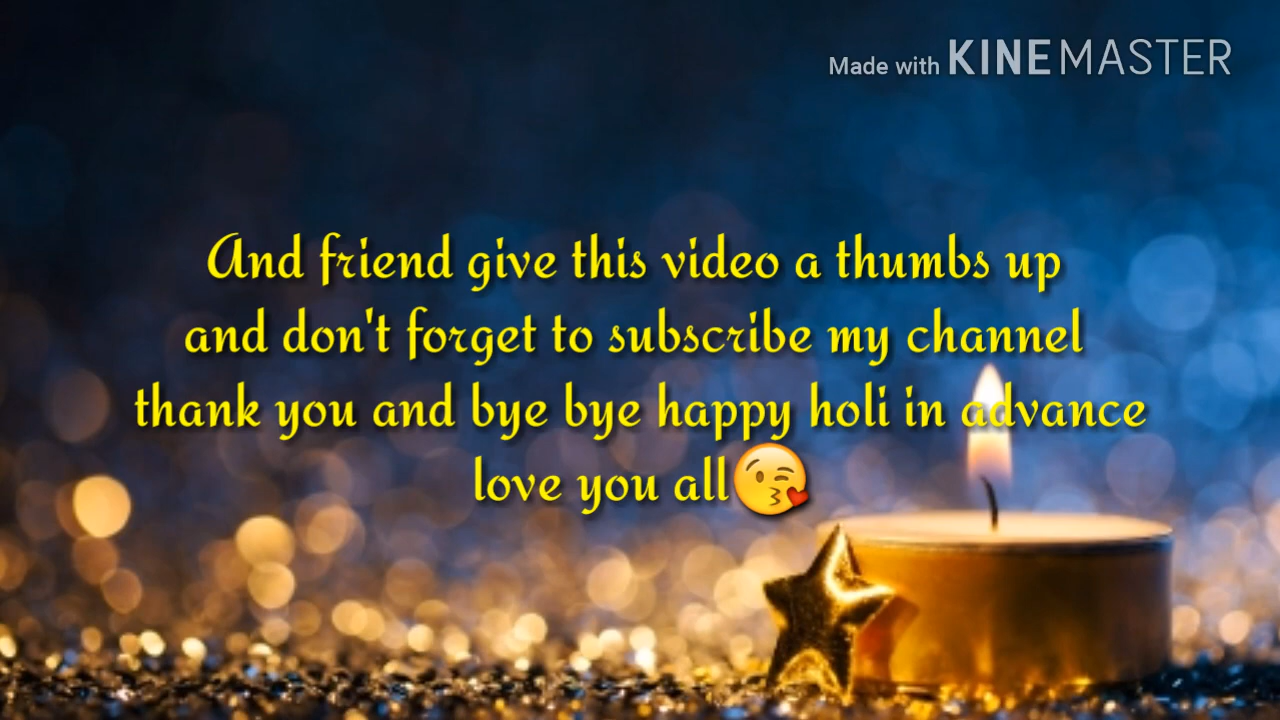 Made with KINEMASTER
And friend give this video a thumbs up
and don't forget to subscribe my channel
thank you and bye bye happy holi in advance
love you all😘